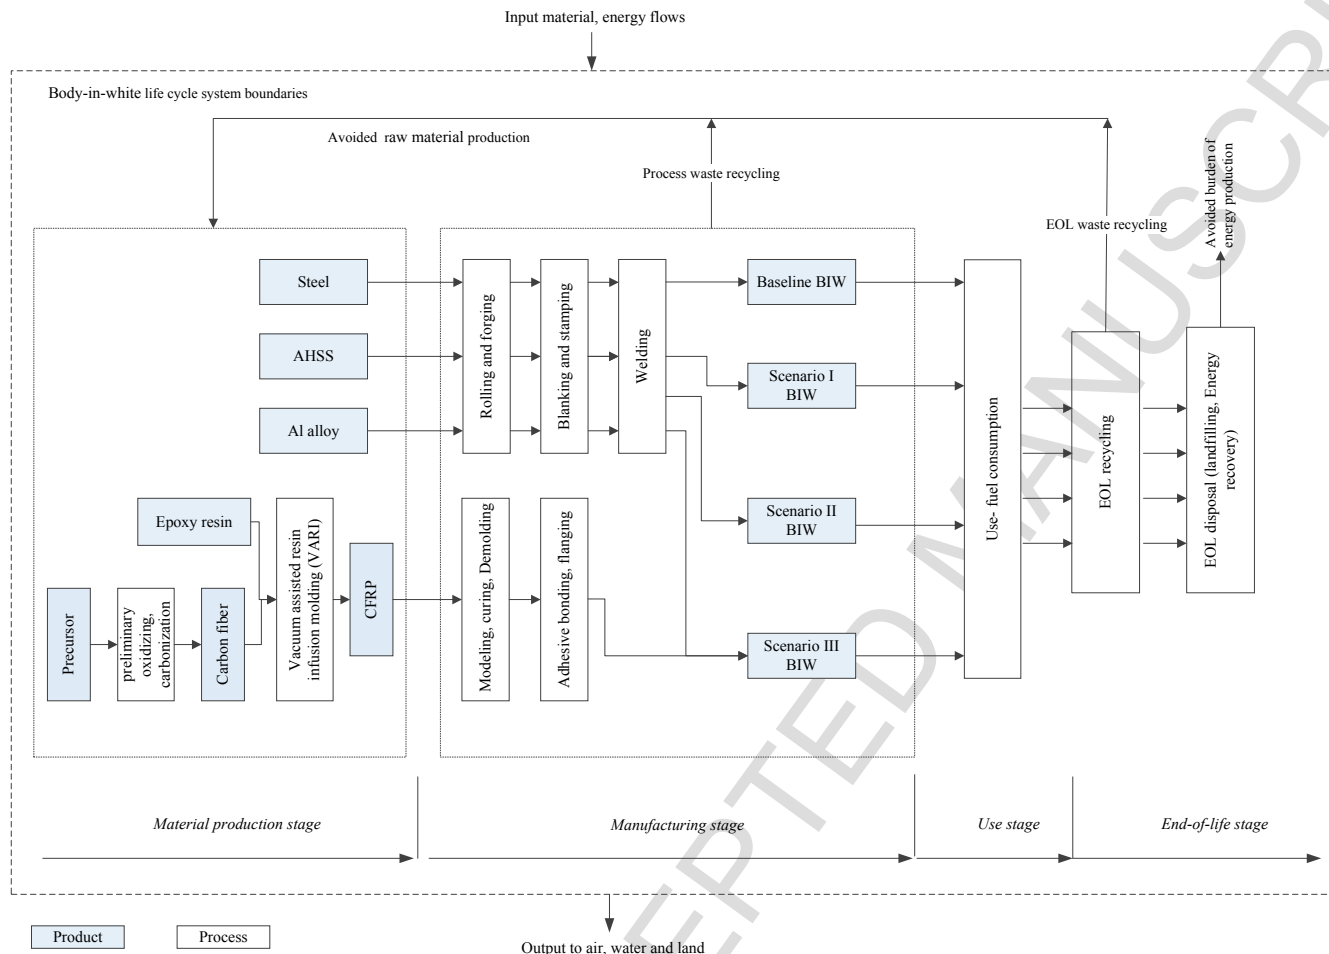 Input material, energy flows
Body-in-white life cycle system boundaries
Avoided raw material production
Process waste recycling
EOL waste recycling
Avoided burden of
energy production
Steel
AHSS
Al alloy
Epoxy resin
Precursor
preliminary
oxidizing,
carbonization
Carbon fiber
Vacuum assisted resin
infusion molding (VARI)
CFRP
Rolling and forging
Blanking and stamping
Welding
Modeling, curing, Demolding
Adhesive bonding, flanging
Baseline BIW
Scenario I
BIW
Scenario II
BIW
Scenario III
BIW
Use- fuel consumption
EOL recycling
EOL disposal (landfilling, Energy
recovery)
Material production stage
Manufacturing stage
Use stage
End-of-life stage
Product
Process
Output to air, water and land
EPTED MANUSCRI